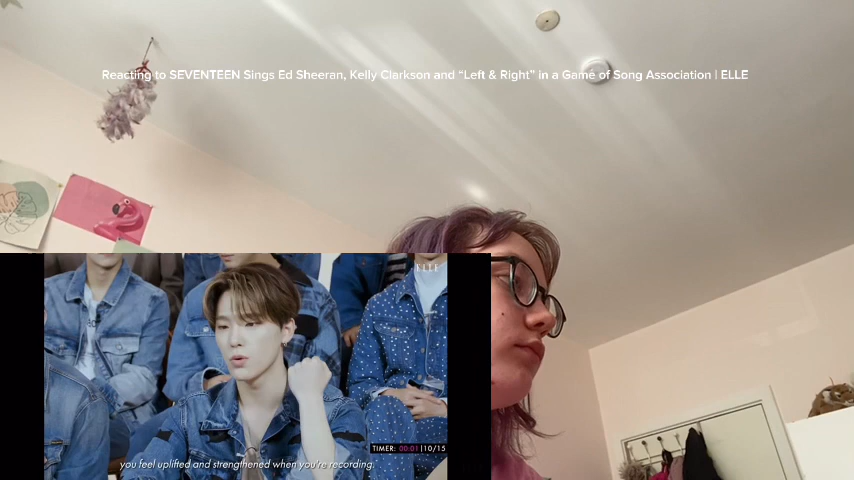 Reacting to SEVENTEEN Sings Ed Sheeran, Kelly Clarkson and “Left & Right” in a Game of Song Association | ELLE
ELLE
TIMER: 00:01 | 10/15
you feel uplifted and strengthened when you're recording.